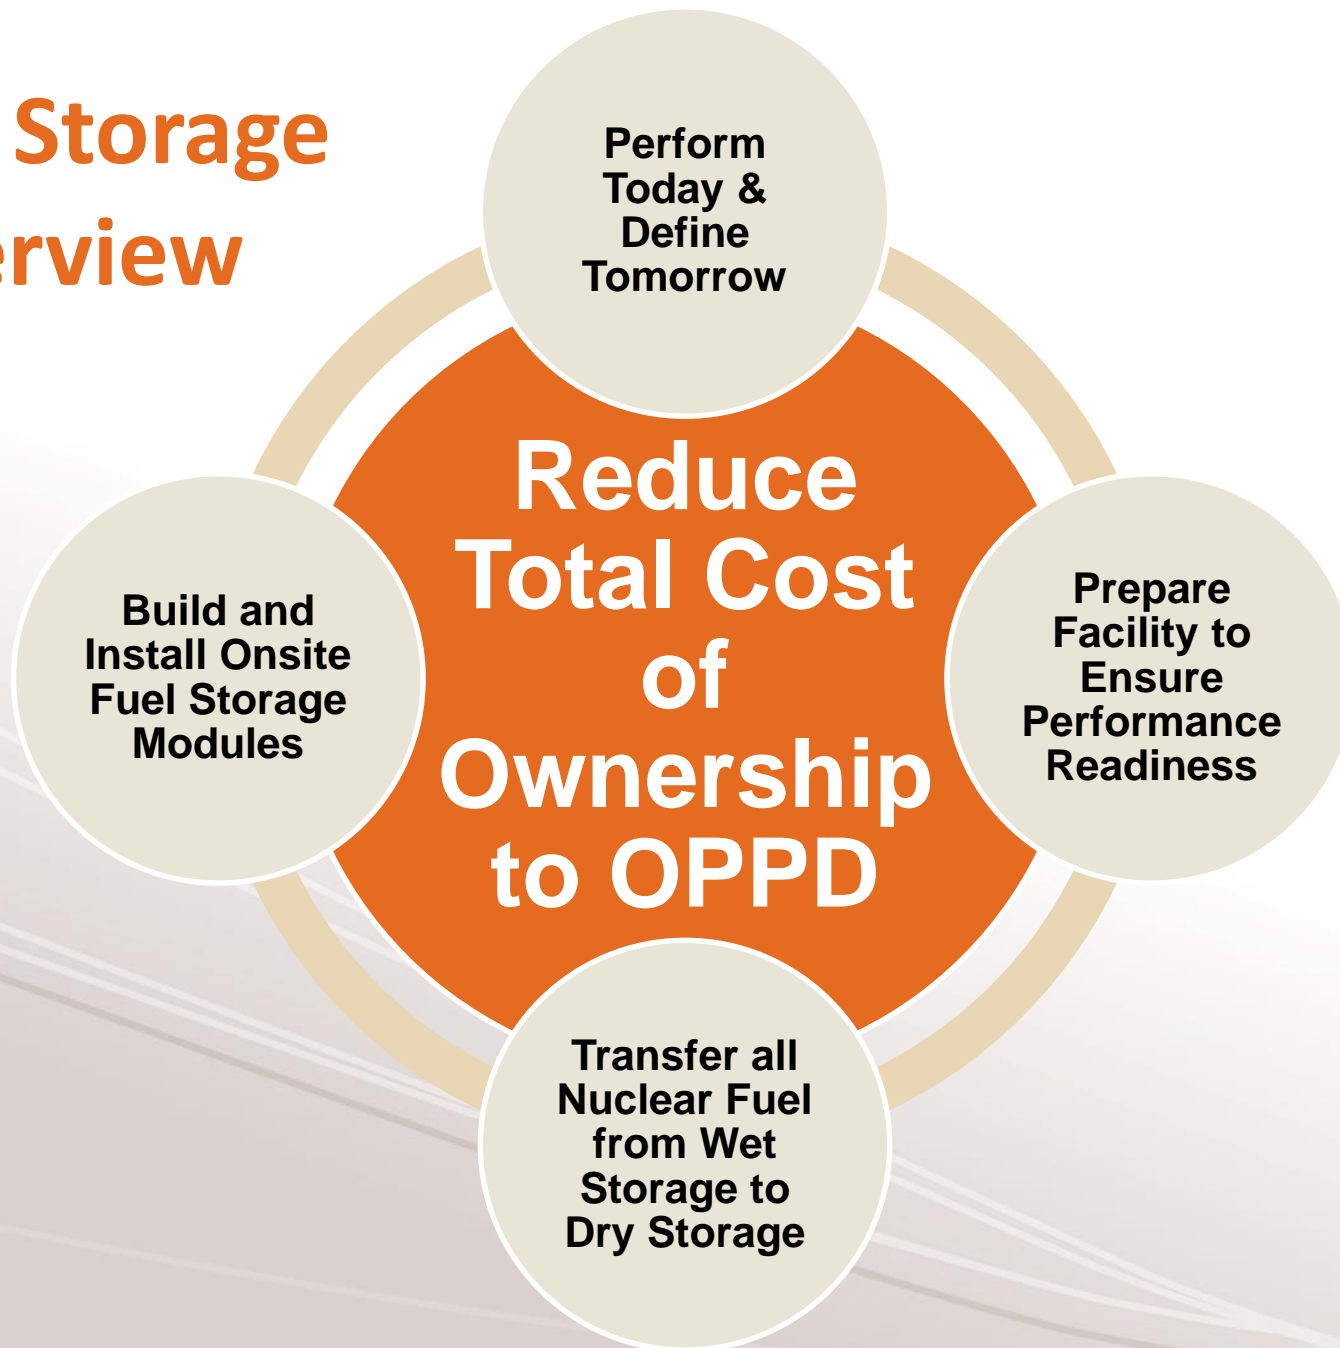 Storage
erview
Perform
Today &
Define
Tomorrow
Reduce
Total Cost
of
Ownership
to OPPD
Build and
Install Onsite
Fuel Storage
Modules
Prepare
Facility to
Ensure
Performance
Readiness
Transfer all
Nuclear Fuel
from Wet
Storage to
Dry Storage